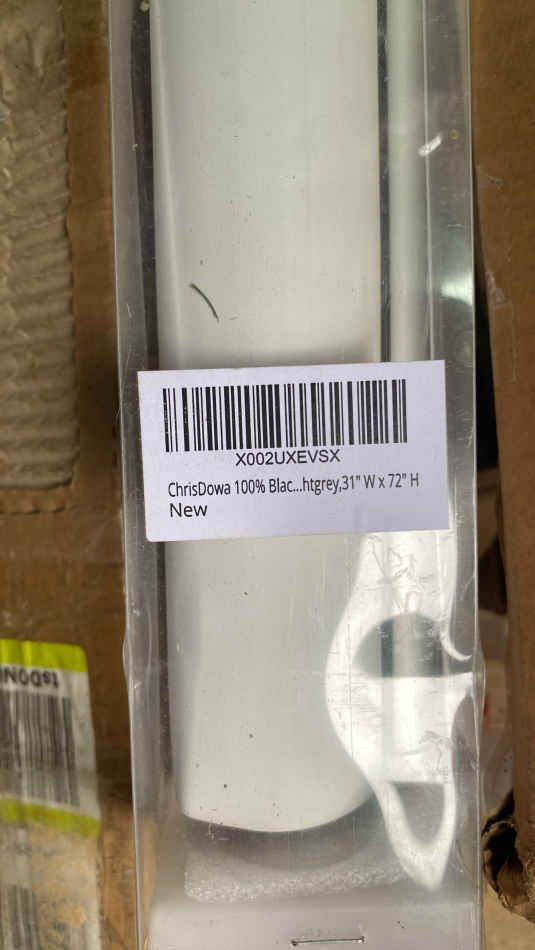 X002UXEVSX
ChrisDowa 100% Blac...htgrey,31" W x 72" H
New